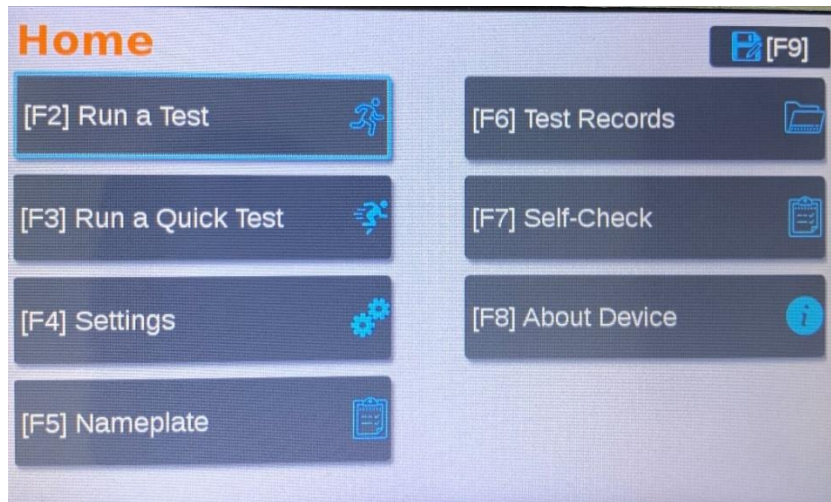 Home
[F9]
[F2] Run a Test
[F3] Run a Quick Test
[F4] Settings
[F5] Nameplate
[F6] Test Records
[F7] Self-Check
[F8] About Device